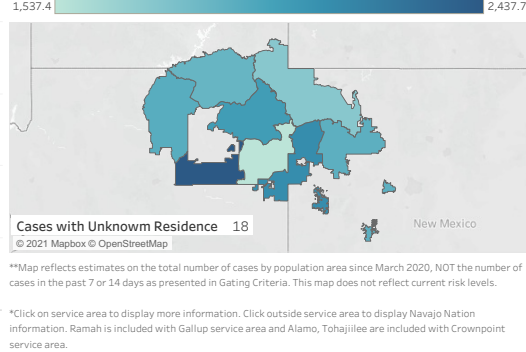 1,537.4 2,437.7
New Mexico
Cases with Unknown Residence 18
© 2021 Mapbox © OpenStreetMap
**Map reflects estimates on the total number of cases by population area since March 2020, NOT the number of
cases in the past 7 or 14 days as presented in Gating Criteria. This map does not reflect current risk levels.
*Click on service area to display more information. Click outside service area to display Navajo Nation
information. Ramah is included with Gallup service area and Alamo, Tohajiilee are included with Crownpoint
service area.